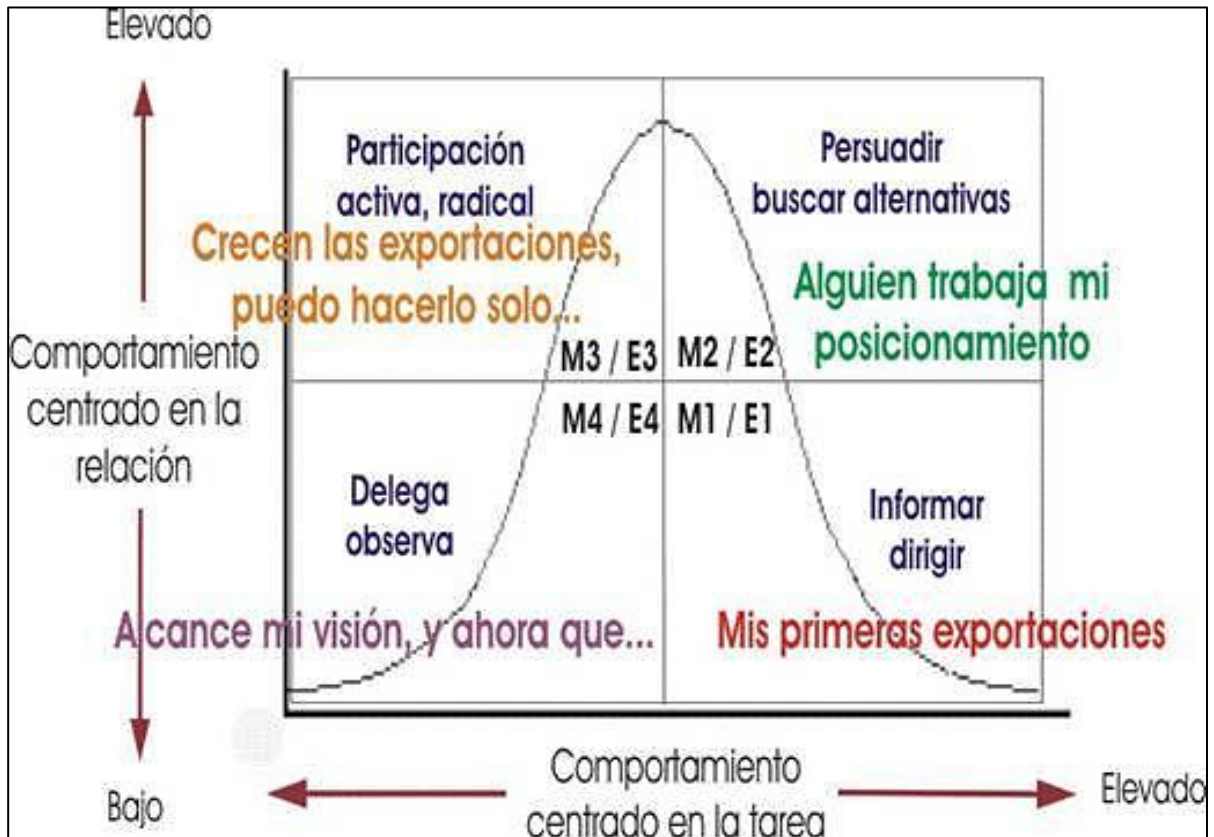 Elevado
Participación
activa, radical
Crecen las exportaciones,
puedo hacerlo solo...
Persuadir
buscar alternativas
Alguien trabaja mi
posicionamiento
Comportamiento
centrado en la
relación
M3 / E3
M2 / E2
M4 / E4
M1 / E1
Delega
observa
Informar
dirigir
Alcance mi visión, y ahora que...
Mis primeras exportaciones
Bajo
Comportamiento
centrado en la tarea
Elevado